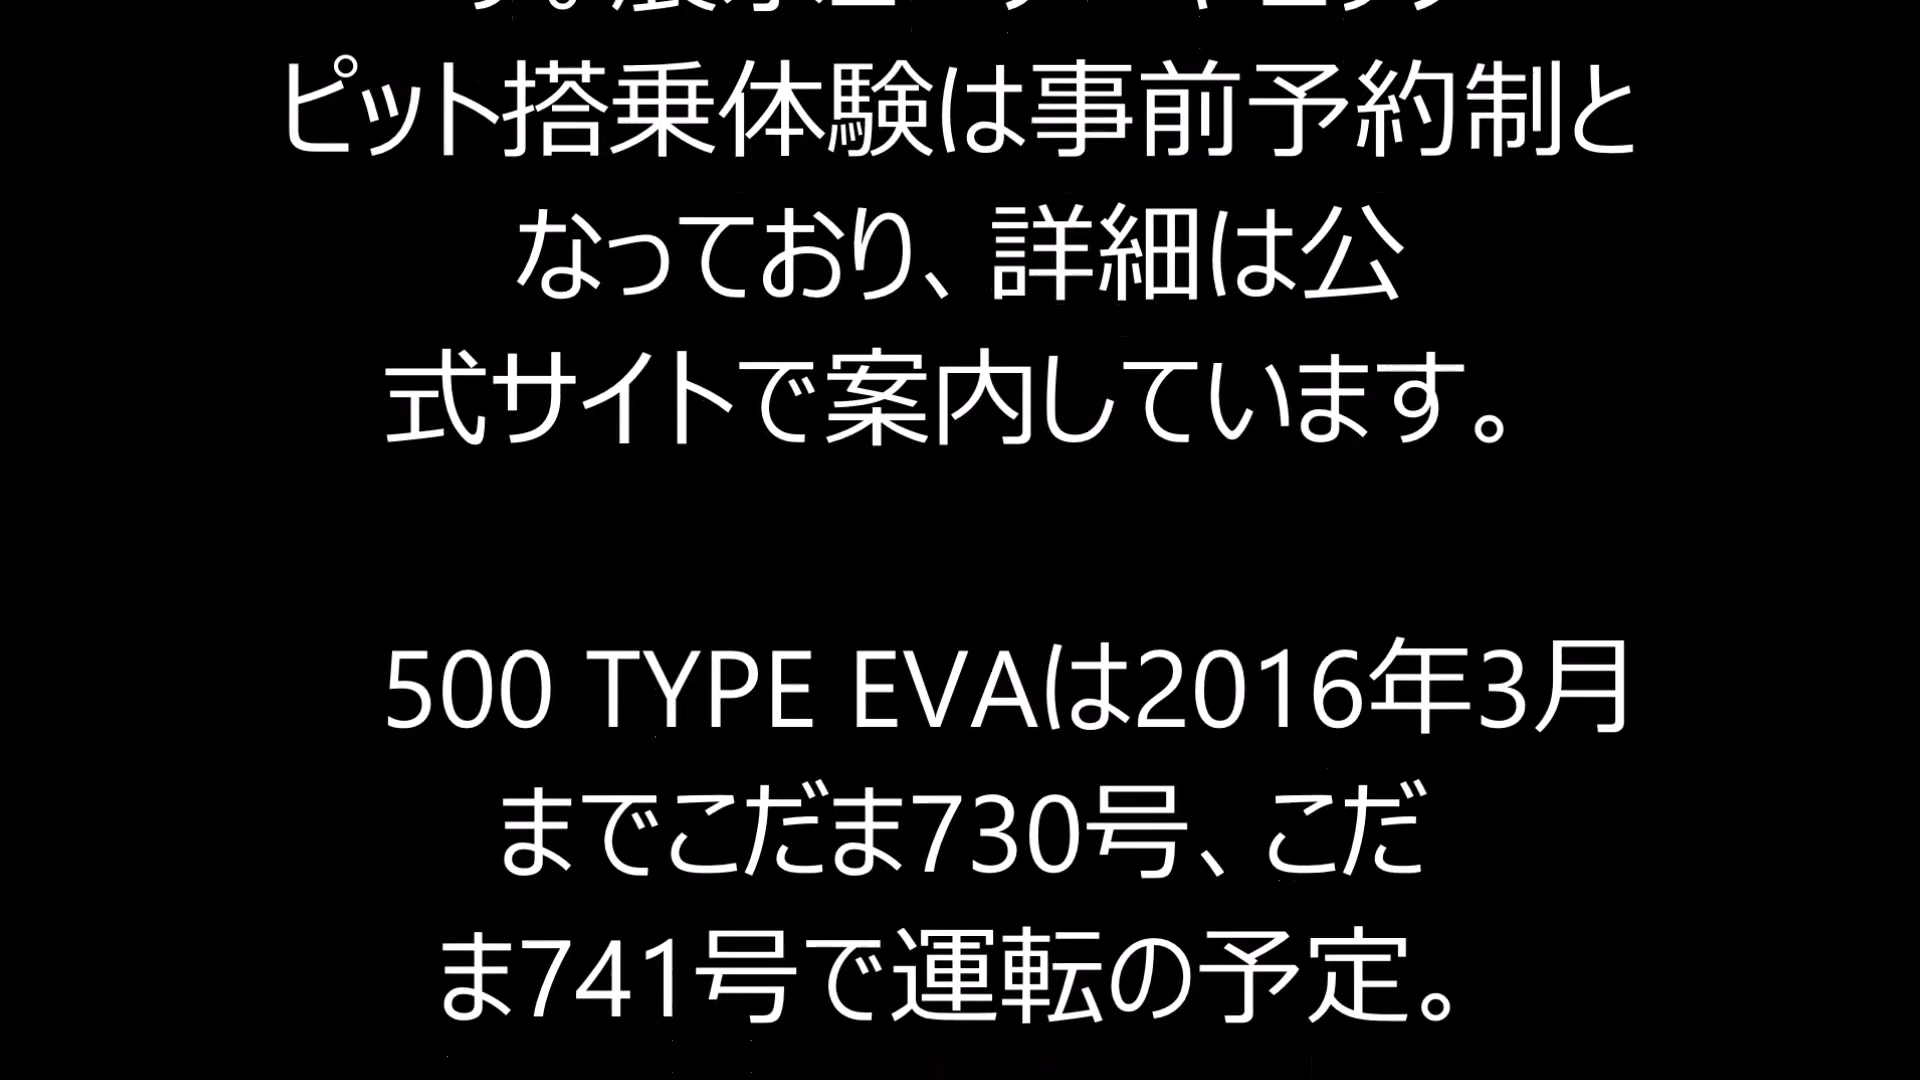 ピット搭乗体験は事前予約制と
なっており、詳細は公
式サイトで案内しています。
500 TYPE EVAは2016年3月
までこだま730号、こだ
ま741号で運転の予定。